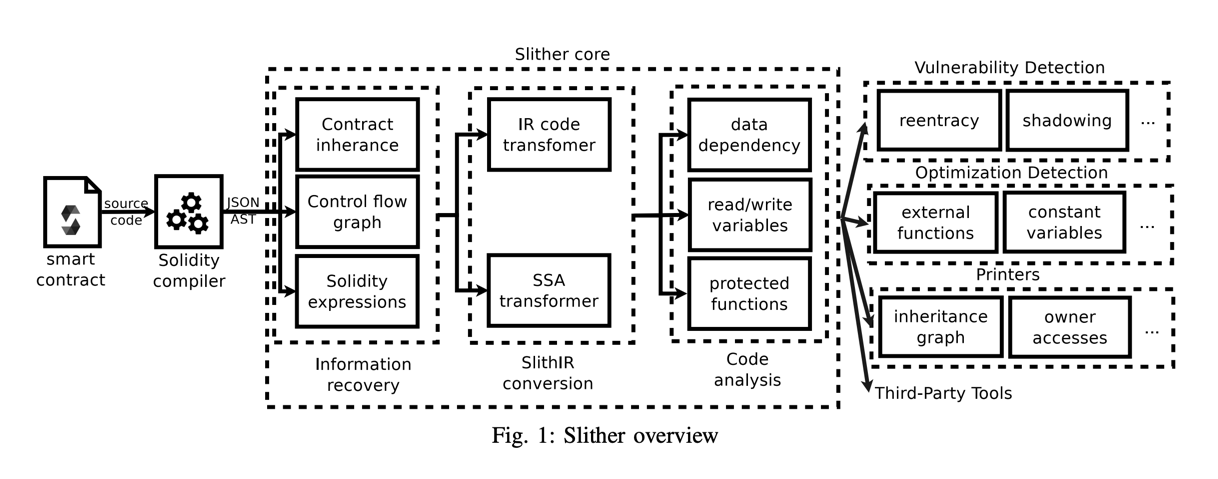 Slither core
Vulnerability Detection
Contract
inherance
IR code
transfomer
data
dependency
reentracy
shadowing
...
Optimization Detection
source
code
JSON
AST
Control flow
graph
read/write
variables
external
functions
constant
variables
...
smart
contract
Solidity
compiler
Printers
Solidity
expressions
SSA
transformer
protected
functions
inheritance
graph
owner
accesses
...
Information
recovery
SlithIR
conversion
Code
analysis
Third-Party Tools
Fig. 1: Slither overview